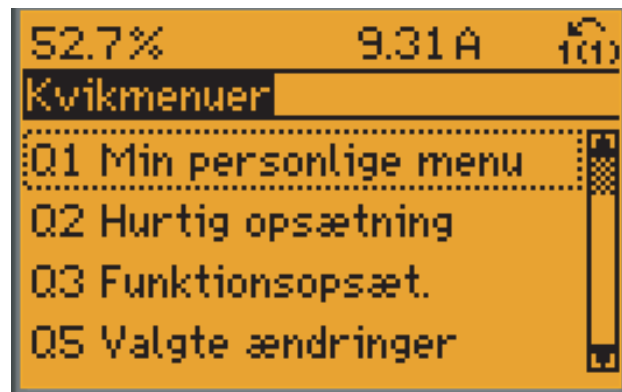 52.7% 9.31 A 1(1)
Kvikmenuer
Q1 Min personlige menu
Q2 Hurtig opsætning
Q3 Funktionsopsæt.
Q5 Valgte ændringer